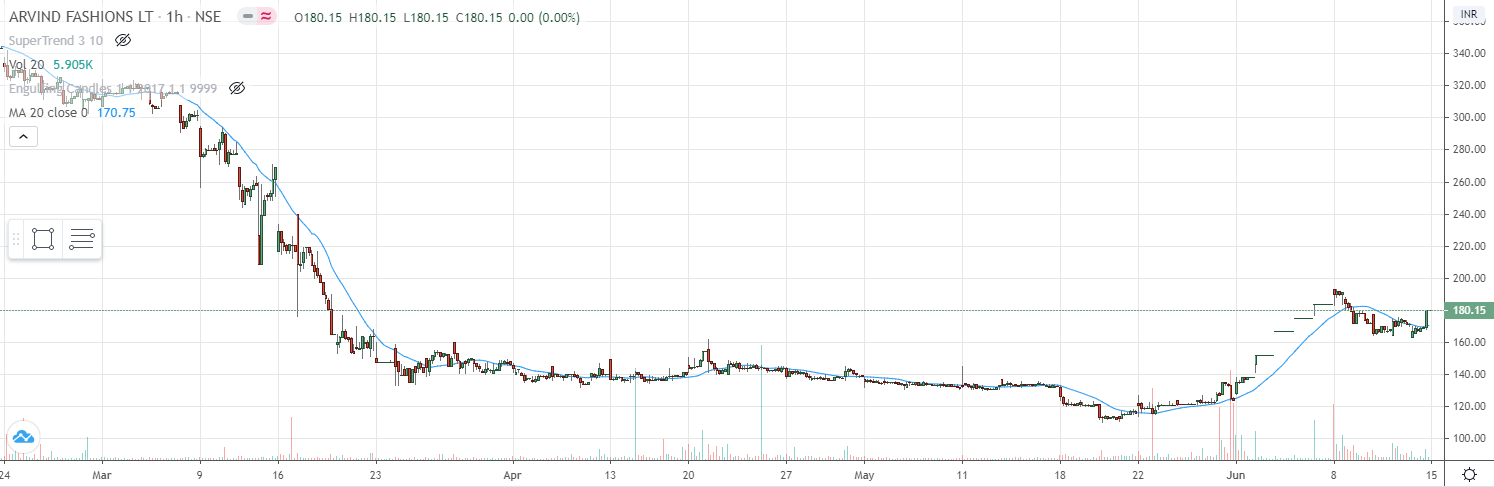 ARVIND FASHIONS LT · 1h · NSE O180.15 H180.15 L180.15 C180.15 0.00 (0.00%)
INR
SuperTrend 3 10
Vol 20 5.905K
MA 20 close 0 170.75
340.00
320.00
300.00
280.00
260.00
240.00
220.00
200.00
180.15
160.00
140.00
120.00
100.00
24 Mar 9 16 23 Apr 13 20 27 May 11 18 22 Jun 8 15